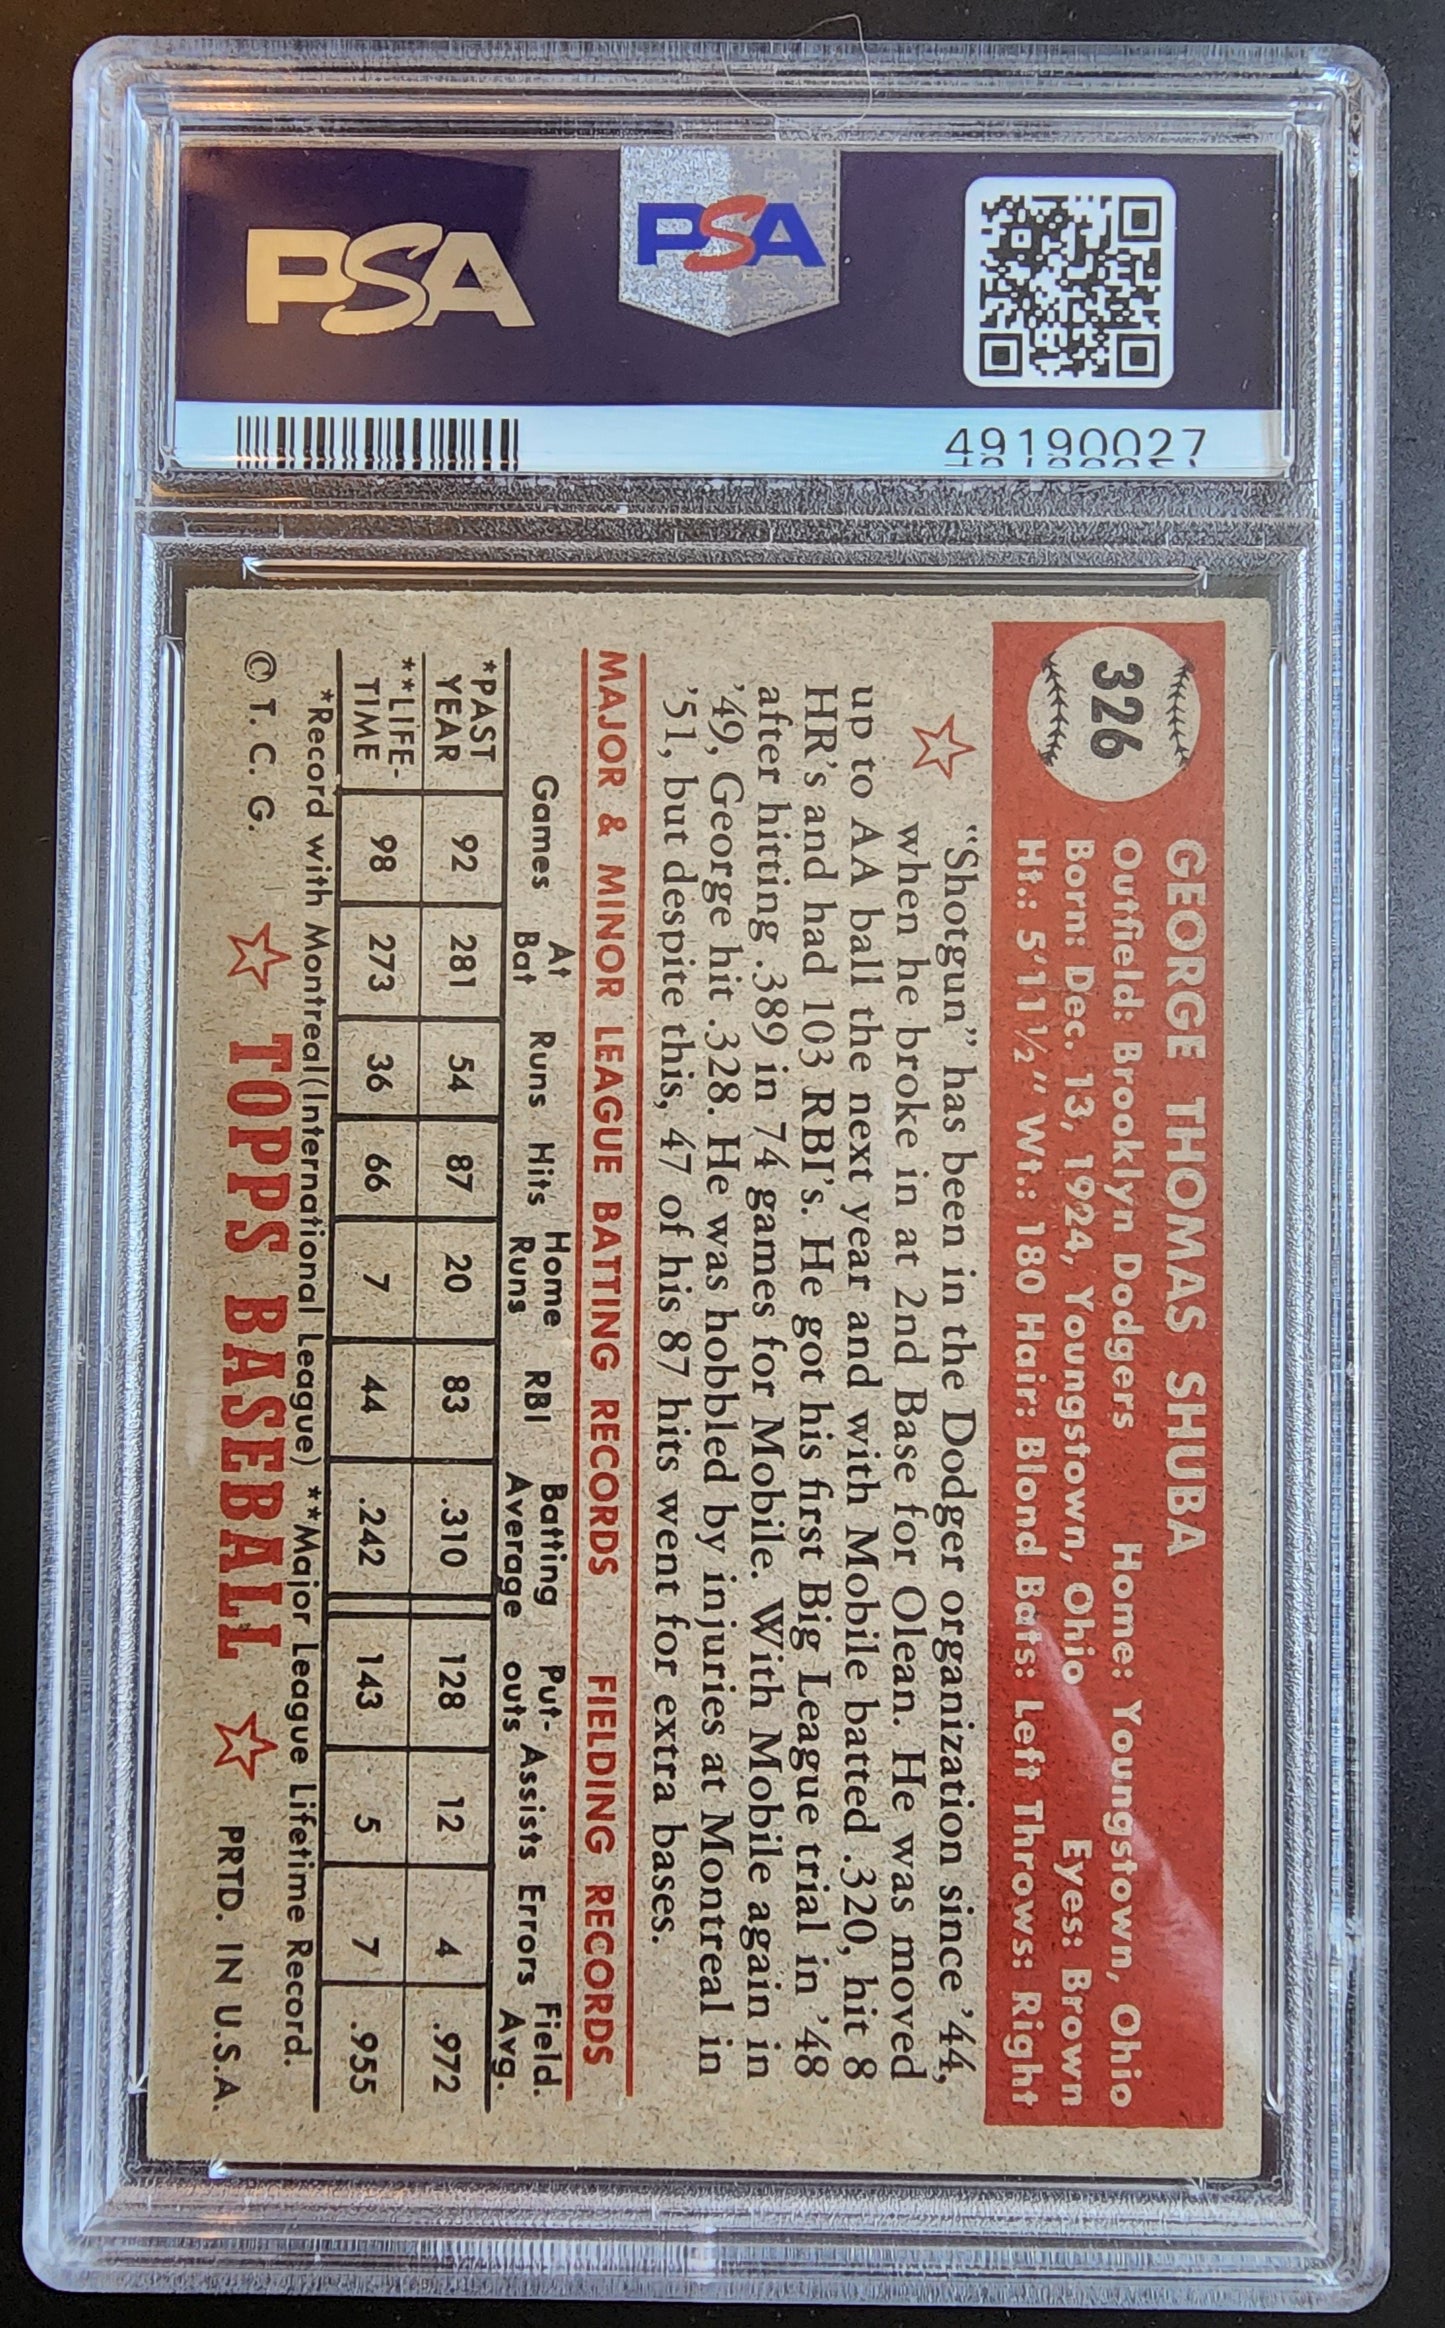 PSA
PSA
49190027
326
GEORGE THOMAS SHUBA
Outfield: Brooklyn Dodgers Home: Youngstown, Ohio
Born: Dec. 13, 1924, Youngstown, Ohio Eyes: Brown
Ht.: 5'11½" Wt.: 180 Hair: Blond Bats: Left Throws: Right
"Shotgun" has been in the Dodger organization since '44,
when he broke in at 2nd Base for Olean. He was moved
up to AA ball the next year and with Mobile batted .320, hit 8
HR's and had 103 RBI's. He got his first Big League trial in '48
after hitting .389 in 74 games for Mobile. With Mobile again in
'49, George hit .328. He was hobbled by injuries at Montreal in
'51, but despite this, 47 of his 87 hits went for extra bases.
MAJOR & MINOR LEAGUE BATTING RECORDS FIELDING RECORDS
Games At Bat Runs Hits Home Runs RBI Batting Average Put-outs Assists Errors Field. Avg.
*PAST YEAR 92 281 54 87 20 83 .310 128 12 4 .972
**LIFE-TIME 98 273 36 66 7 44 .242 143 5 7 .955
*Record with Montreal(International League) **Major League Lifetime Record.
© T. C. G. TOPPS BASEBALL PRTD. IN U.S.A.